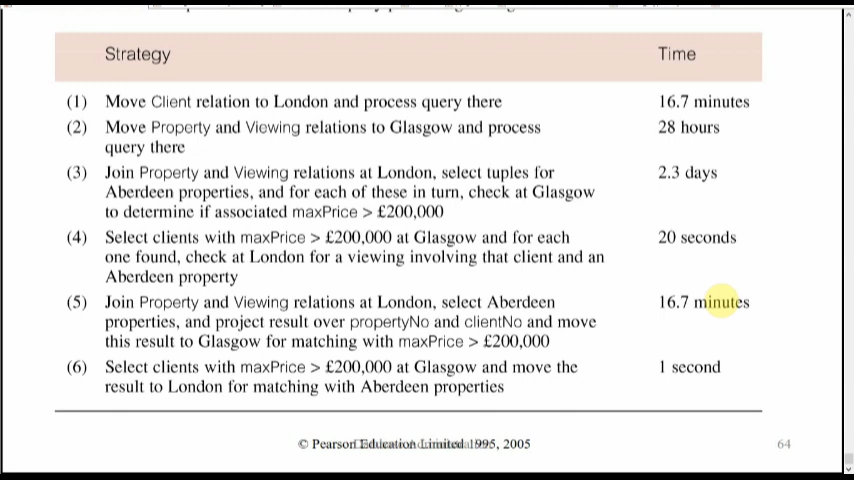 Strategy Time
(1) Move Client relation to London and process query there 16.7 minutes
(2) Move Property and Viewing relations to Glasgow and process 28 hours
query there
(3) Join Property and Viewing relations at London, select tuples for 2.3 days
Aberdeen properties, and for each of these in turn, check at Glasgow
to determine if associated maxPrice > £200,000
(4) Select clients with maxPrice > £200,000 at Glasgow and for each 20 seconds
one found, check at London for a viewing involving that client and an
Aberdeen property
(5) Join Property and Viewing relations at London, select Aberdeen 16.7 minutes
properties, and project result over propertyNo and clientNo and move
this result to Glasgow for matching with maxPrice > £200,000
(6) Select clients with maxPrice > £200,000 at Glasgow and move the 1 second
result to London for matching with Aberdeen properties
© Pearson Education Limited 1995, 2005 64